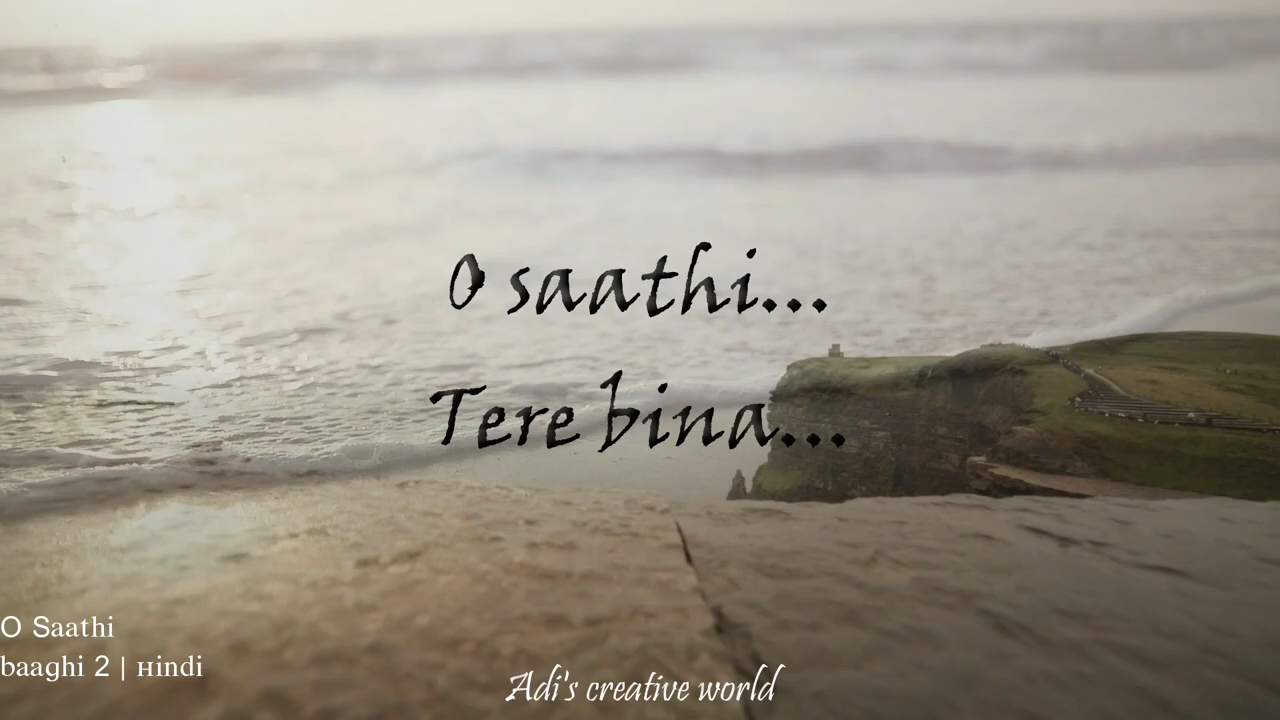 O saathi...
Tere bina...
O Saathi
baaghi 2 | нindi
Adi's creative world